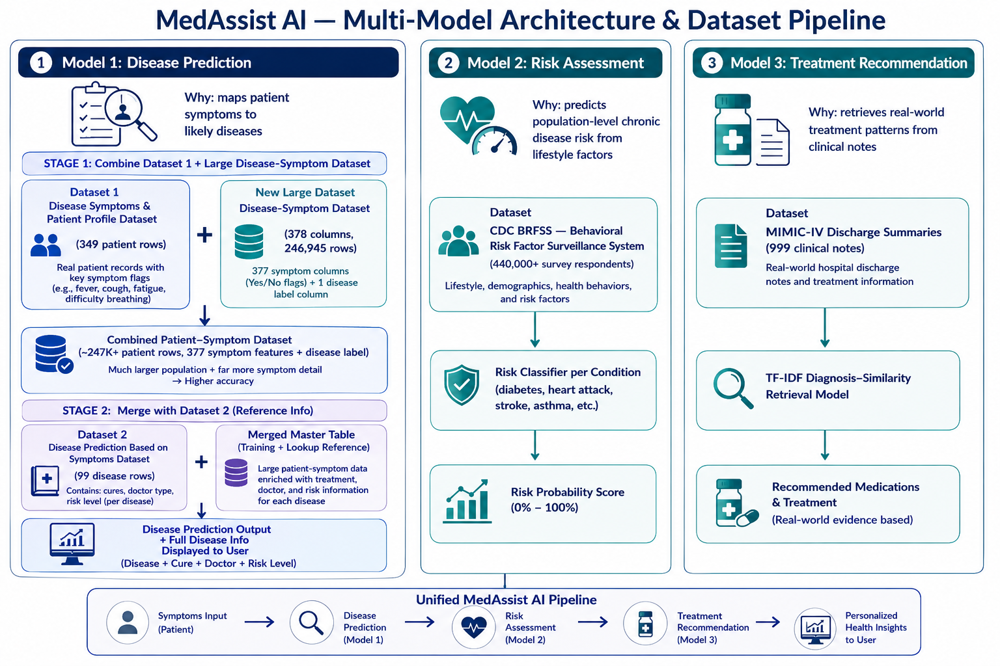 MedAssist AI — Multi-Model Architecture & Dataset Pipeline
1 Model 1: Disease Prediction
Why: maps patient
symptoms to
likely diseases
STAGE 1: Combine Dataset 1 + Large Disease-Symptom Dataset
Dataset 1
Disease Symptoms &
Patient Profile Dataset
(349 patient rows)
Real patient records with
key symptom flags
(e.g., fever, cough, fatigue,
difficulty breathing)
+
New Large Dataset
Disease-Symptom Dataset
(378 columns,
246,945 rows)
377 symptom columns
(Yes/No flags) + 1 disease
label column
Combined Patient–Symptom Dataset
(~247K+ patient rows, 377 symptom features + disease label)
Much larger population + far more symptom detail
→ Higher accuracy
STAGE 2: Merge with Dataset 2 (Reference Info)
Dataset 2
Disease Prediction Based on
Symptoms Dataset
(99 disease rows)
Contains: cures, doctor type,
risk level (per disease)
+
Merged Master Table
(Training + Lookup Reference)
Large patient-symptom data
enriched with treatment,
doctor, and risk information
for each disease
Disease Prediction Output
+ Full Disease Info
Displayed to User
(Disease + Cure + Doctor + Risk Level)
2 Model 2: Risk Assessment
Why: predicts
population-level chronic
disease risk from
lifestyle factors
Dataset
CDC BRFSS — Behavioral
Risk Factor Surveillance System
(440,000+ survey respondents)
Lifestyle, demographics, health behaviors,
and risk factors
Risk Classifier per Condition
(diabetes, heart attack,
stroke, asthma, etc.)
Risk Probability Score
(0% – 100%)
3 Model 3: Treatment Recommendation
Why: retrieves real-world
treatment patterns from
clinical notes
Dataset
MIMIC-IV Discharge Summaries
(999 clinical notes)
Real-world hospital discharge
notes and treatment information
TF-IDF Diagnosis–Similarity
Retrieval Model
Recommended Medications
& Treatment
(Real-world evidence based)
Unified MedAssist AI Pipeline
Symptoms Input
(Patient)
Disease
Prediction
(Model 1)
Risk
Assessment
(Model 2)
Treatment
Recommendation
(Model 3)
Personalized
Health Insights
to User